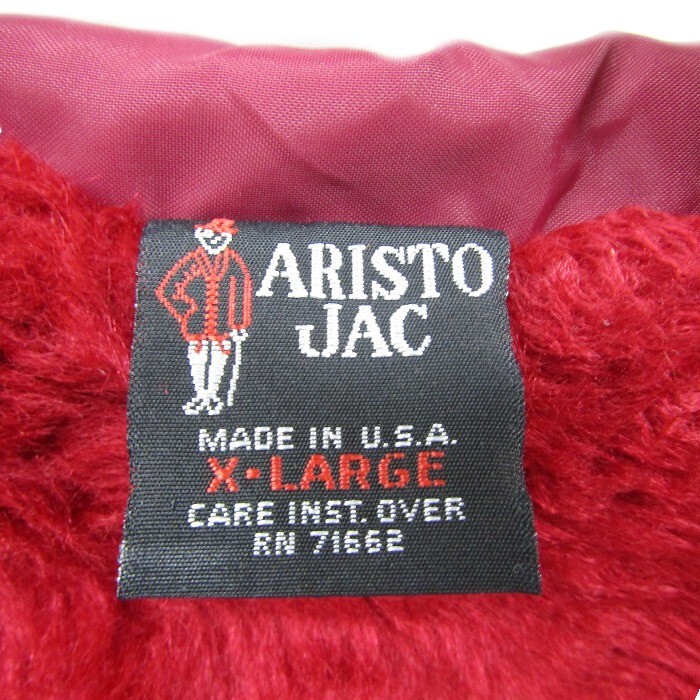 ARISTO
JAC
MADE IN U.S.A.
X·LARGE
CARE INST. OVER
RN 71662